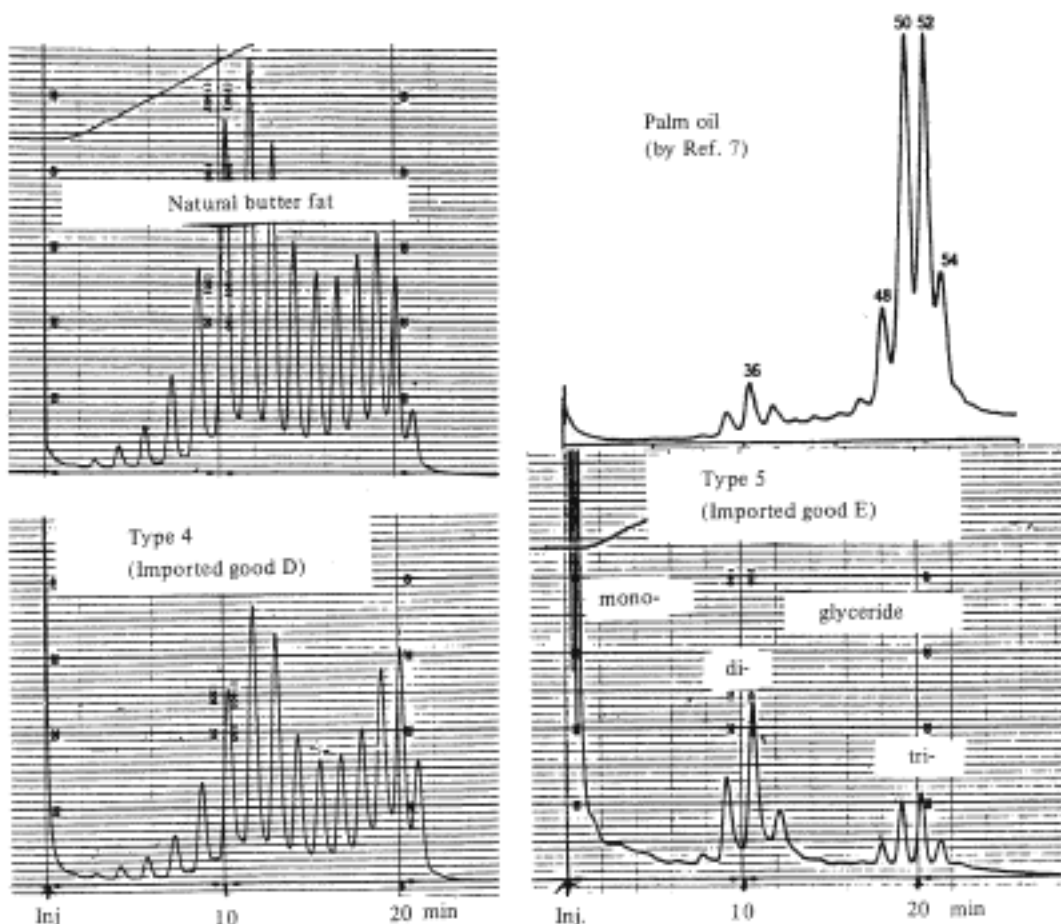 Natural butter fat
Palm oil
(by Ref. 7)
50 52
54
48
36
Type 4
(Imported good D)
Inj
10
20 min
Type 5
(Imported good E)
mono-
glyceride
di-
tri-
Inj.
10
20 min